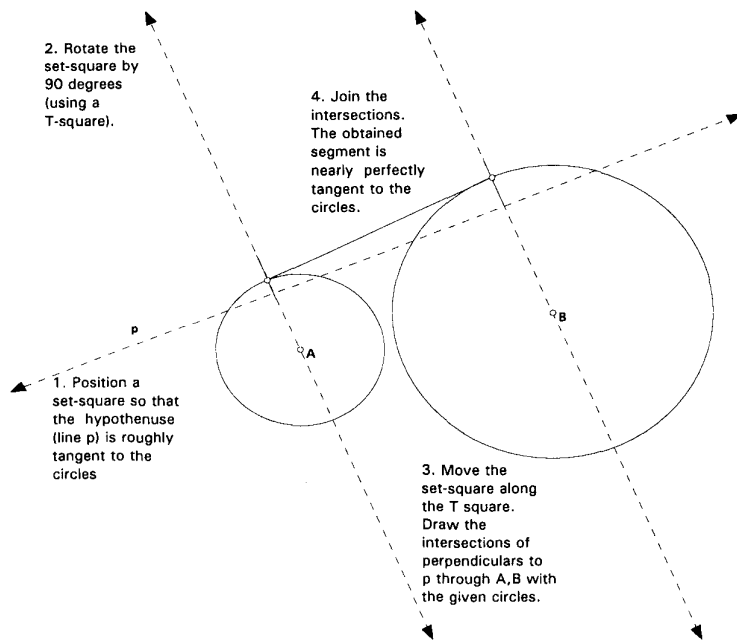 2. Rotate the
set-square by
90 degrees
(using a
T-square).
4. Join the
intersections.
The obtained
segment is
nearly perfectly
tangent to the
circles.
p
A
B
1. Position a
set-square so that
the hypothenuse
(line p) is roughly
tangent to the
circles
3. Move the
set-square along
the T square.
Draw the
intersections of
perpendiculars to
p through A,B with
the given circles.